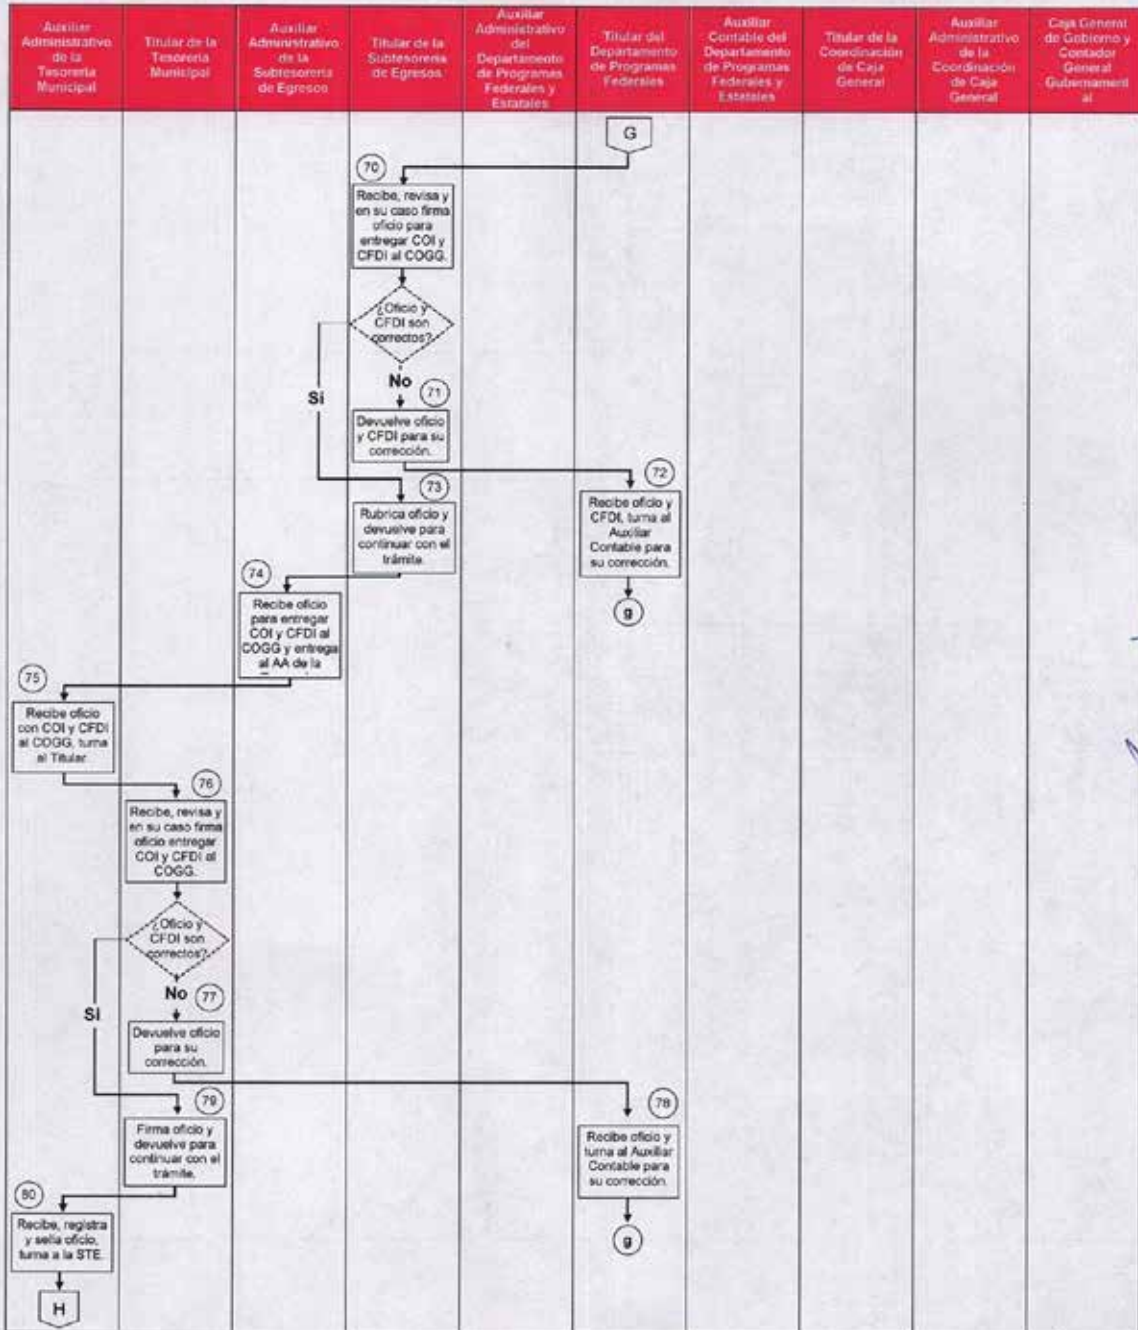 Auxiliar
Administrativo
de la
Tesorería
Municipal
Titular de la
Tesorería
Municipal
Auxiliar
Administrativo
de la
Subtesorería
de Egresos
Titular de la
Subtesorería
de Egresos
Auxiliar
Administrativo
del
Departamento
de Programas
Federales y
Estatales
Titular del
Departamento
de Programas
Federales
Auxiliar
Contable del
Departamento
de Programas
Federales y
Estatales
Titular de la
Coordinación
de Caja
General
Auxiliar
Administrativo
de la
Coordinación
de Caja
General
Caja General
de Gobierno y
Contador
General
Gubernament
al
G
70
Recibe, revisa y
en su caso firma
oficio para
entregar COI y
CFDI al COGG.
¿Oficio y
CFDI son
correctos?
Si
No
71
Devuelve oficio
y CFDI para su
corrección.
72
Recibe oficio y
CFDI, turna al
Auxiliar
Contable para
su corrección.
g
73
Rubrica oficio y
devuelve para
continuar con el
trámite.
74
Recibe oficio
para entregar
COI y CFDI al
COGG y entrega
al AA de la
75
Recibe oficio
con COI y CFDI
al COGG, turna
al Titular
76
Recibe, revisa y
en su caso firma
oficio entregar
COI y CFDI al
COGG.
¿Oficio y
CFDI son
correctos?
Si
No
77
Devuelve oficio
para su
corrección.
78
Recibe oficio y
turna al Auxiliar
Contable para
su corrección.
g
79
Firma oficio y
devuelve para
continuar con el
trámite.
80
Recibe, registra
y sella oficio,
turna a la STE.
H